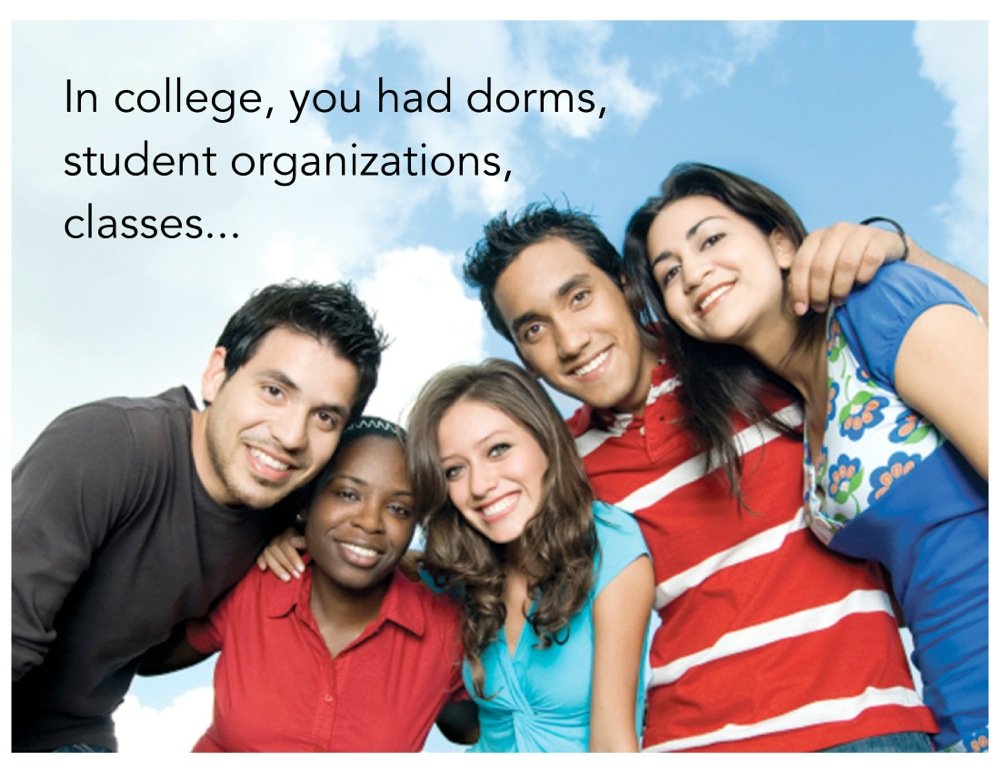 In college, you had dorms,
student organizations,
classes...